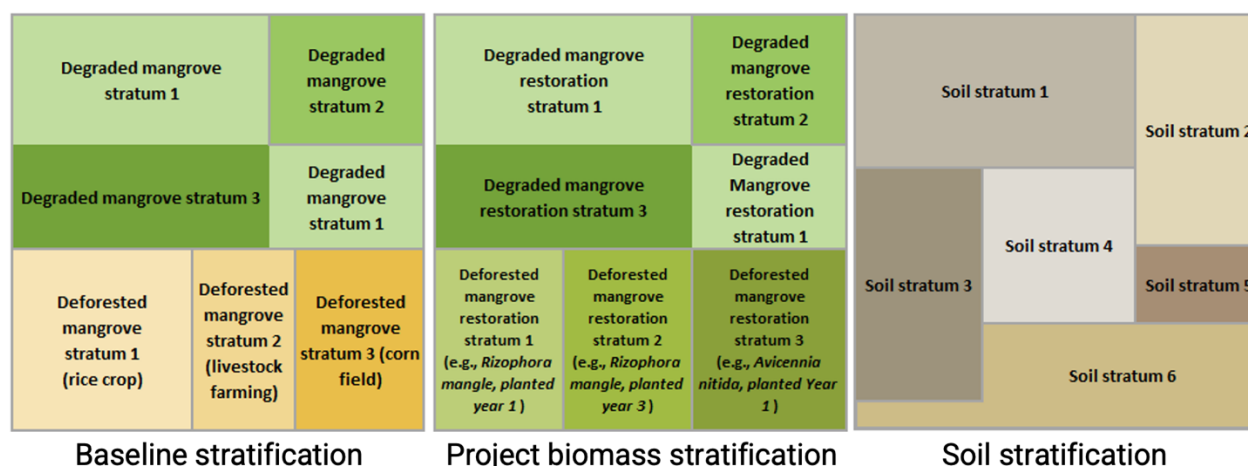 Degraded mangrove
stratum 1
Degraded
mangrove
stratum 2
Degraded mangrove stratum 3
Degraded
mangrove
stratum 1
Deforested
mangrove
stratum 1
(rice crop)
Deforested
mangrove
stratum 2
(livestock
farming)
Deforested
mangrove
stratum 3 (corn
field)
Baseline stratification
Degraded mangrove
restoration
stratum 1
Degraded
mangrove
restoration
stratum 2
Degraded mangrove
restoration stratum 3
Degraded
Mangrove
restoration
stratum 1
Deforested
mangrove
restoration
stratum 1
(e.g., Rizophora
mangle, planted
year 1 )
Deforested
mangrove
restoration
stratum 2
(e.g., Rizophora
mangle, planted
year 3 )
Deforested
mangrove
restoration
stratum 3
(e.g., Avicennia
nitida, planted Year
1 )
Project biomass stratification
Soil stratum 1
Soil stratum 2
Soil stratum 3
Soil stratum 4
Soil stratum 5
Soil stratum 6
Soil stratification